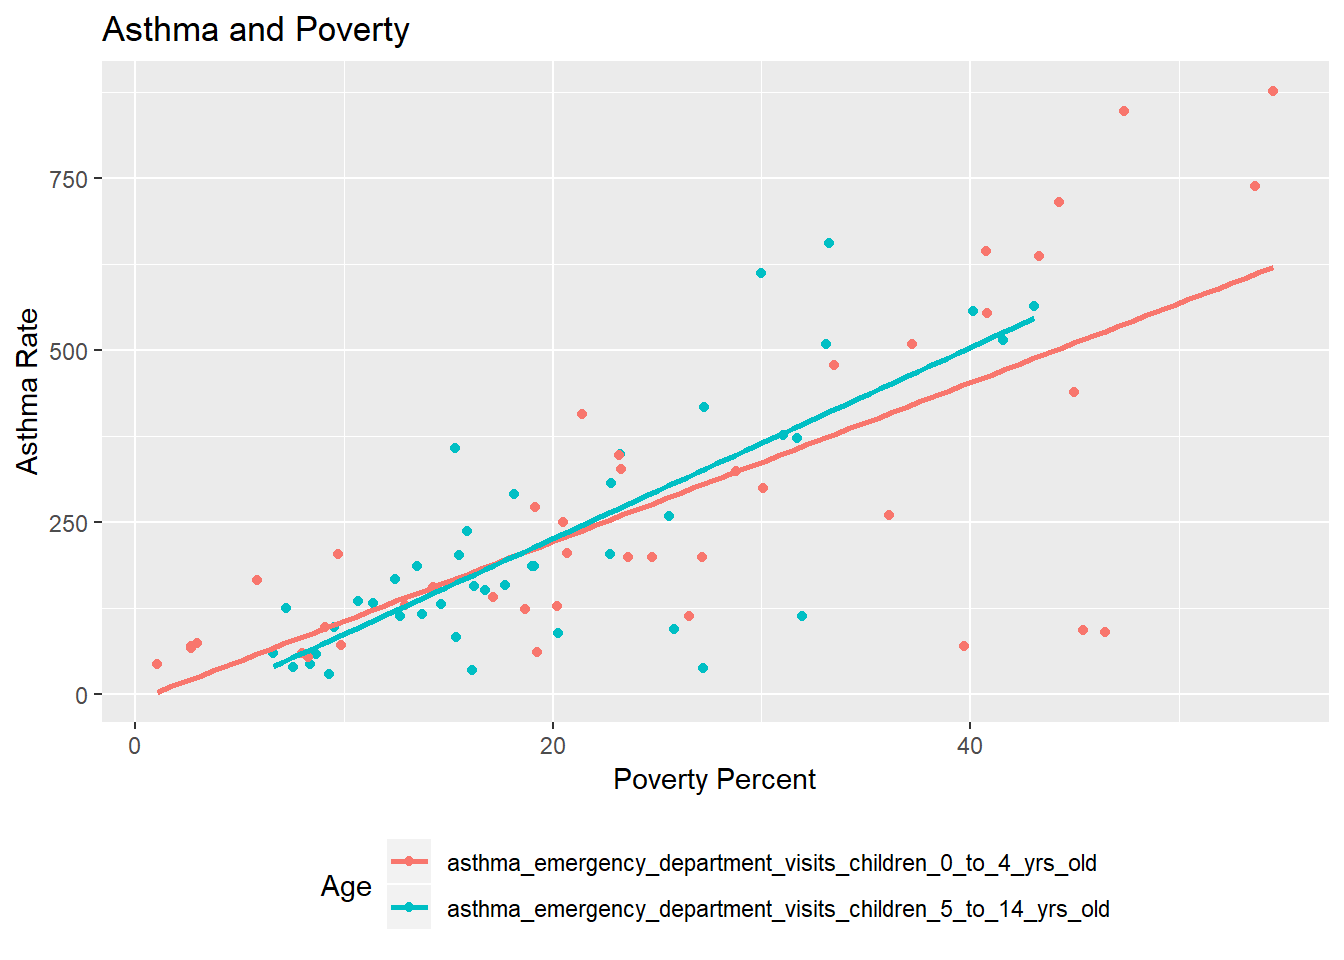 Asthma and Poverty
750
500
250
0
Asthma Rate
0 20 40
Poverty Percent
Age
asthma_emergency_department_visits_children_0_to_4_yrs_old
asthma_emergency_department_visits_children_5_to_14_yrs_old